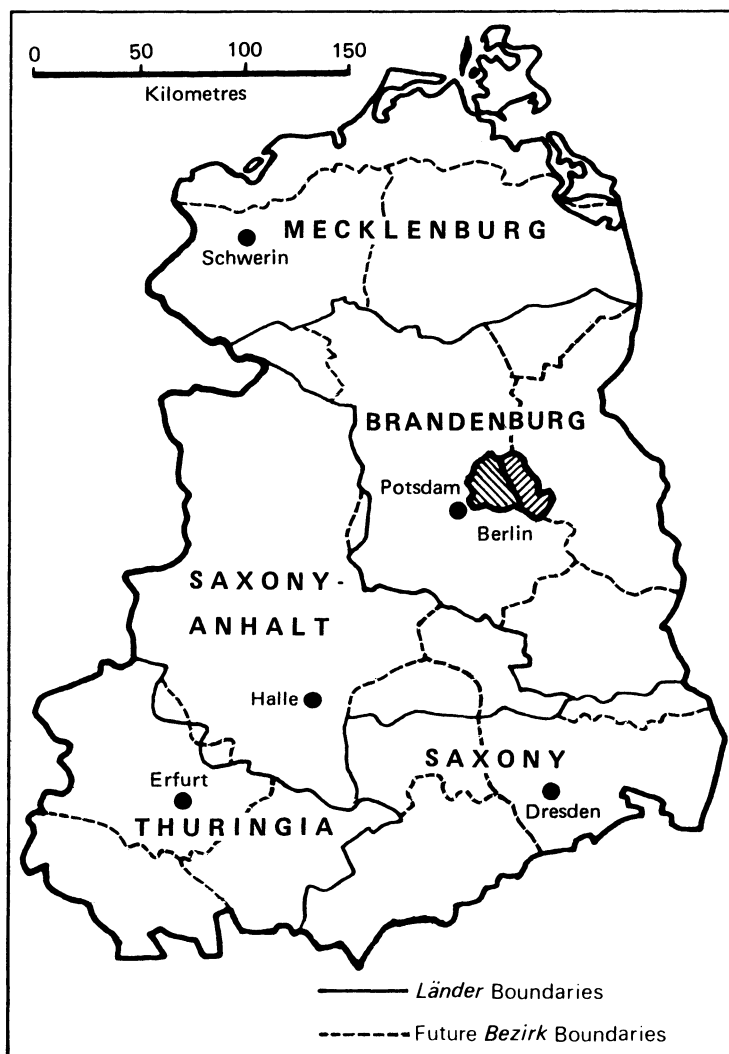 0 50 100 150
Kilometres
MECKLENBURG
Schwerin
BRANDENBURG
Potsdam
Berlin
SAXONY-
ANHALT
Halle
SAXONY
Erfurt
Dresden
THURINGIA
Länder Boundaries
Future Bezirk Boundaries